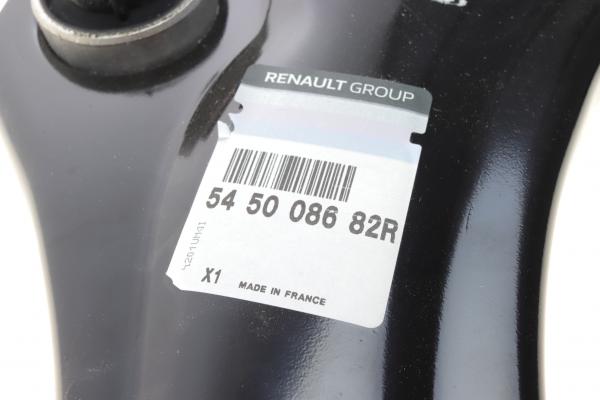 RENAULT GROUP
54 50 086 82R
X1 MADE IN FRANCE